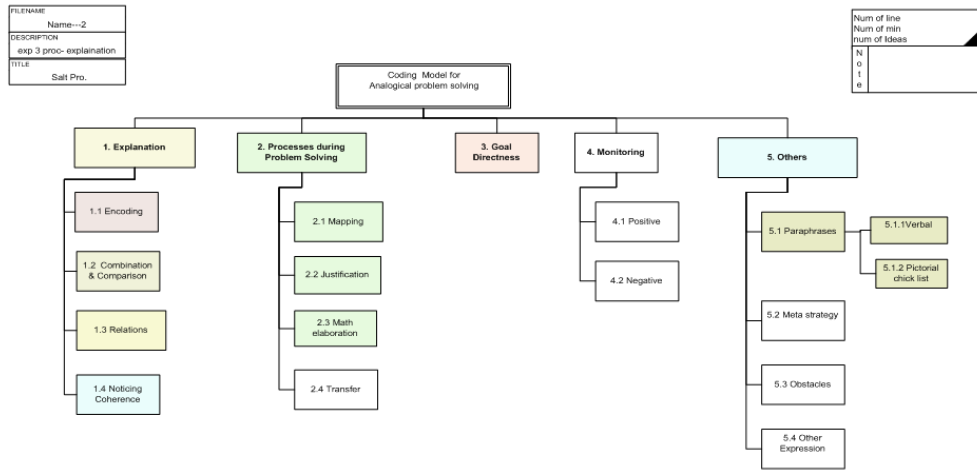 FILENAME
Name---2
DESCRIPTION
exp 3 proc- explaination
TITLE
Salt Pro.
Num of line
Num of min
num of Ideas
N
o
t
e
Coding Model for
Analogical problem solving
1. Explanation
2. Processes during
Problem Solving
3. Goal
Directness
4. Monitoring
5. Others
1.1 Encoding
1.2 Combination
& Comparison
1.3 Relations
1.4 Noticing
Coherence
2.1 Mapping
2.2 Justification
2.3 Math
elaboration
2.4 Transfer
4.1 Positive
4.2 Negative
5.1 Paraphrases
5.1.1Verbal
5.1.2 Pictorial
chick list
5.2 Meta strategy
5.3 Obstacles
5.4 Other
Expression